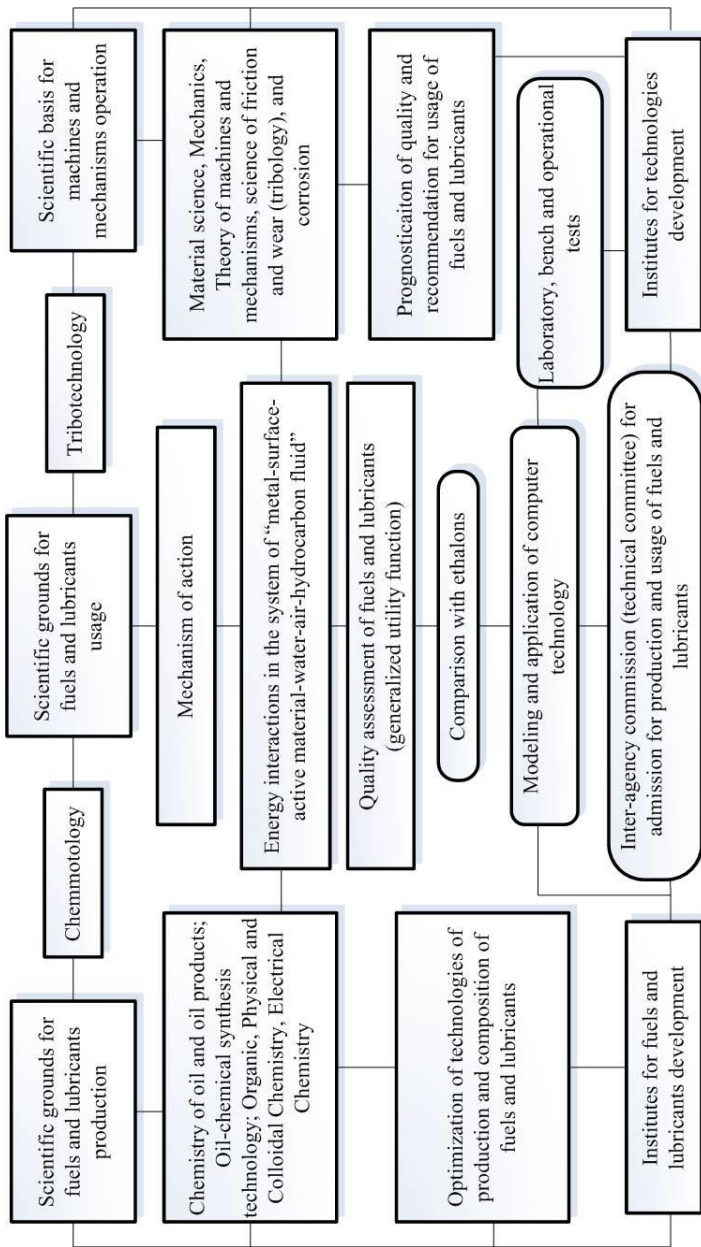 Scientific grounds for
fuels and lubricants
production
Chemmotology
Scientific grounds for
fuels and lubricants
usage
Tribotechnology
Scientific basis for
machines and
mechanisms operation
Chemistry of oil and oil products;
Oil-chemical synthesis
technology; Organic, Physical and
Colloidal Chemistry, Electrical
Chemistry
Mechanism of action
Energy interactions in the system of “metal-surface-
active material-water-air-hydrocarbon fluid”
Material science, Mechanics,
Theory of machines and
mechanisms, science of friction
and wear (tribology), and
corrosion
Quality assessment of fuels and lubricants
(generalized utility function)
Optimization of technologies of
production and composition of
fuels and lubricants
Comparison with ethalons
Prognosticaiton of quality and
recommendation for usage of
fuels and lubricants
Modeling and application of computer
technology
Laboratory, bench and operational
tests
Institutes for fuels and
lubricants development
Inter-agency commission (technical committee) for
admission for production and usage of fuels and
lubricants
Institutes for technologies
development